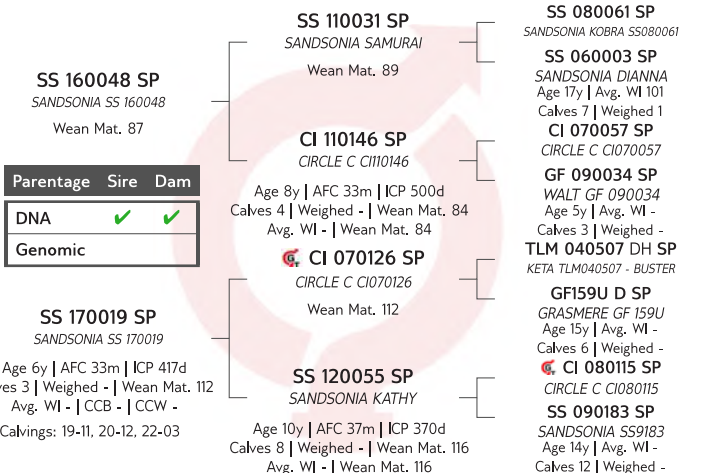 SS 160048 SP
SANDSONIA SS 160048
Wean Mat. 87
Parentage Sire Dam
DNA ✔ ✔
Genomic
SS 170019 SP
SANDSONIA SS 170019
Age 6y | AFC 33m | ICP 417d
ves 3 | Weighed - | Wean Mat. 112
Avg. WI - | CCB - | CCW -
Calvings: 19-11, 20-12, 22-03
SS 110031 SP
SANDSONIA SAMURAI
Wean Mat. 89
CI 110146 SP
CIRCLE C CI110146
Age 8y | AFC 33m | ICP 500d
Calves 4 | Weighed - | Wean Mat. 84
Avg. WI - | Wean Mat. 84
CI 070126 SP
CIRCLE C CI070126
Wean Mat. 112
SS 120055 SP
SANDSONIA KATHY
Age 10y | AFC 37m | ICP 370d
Calves 8 | Weighed - | Wean Mat. 116
Avg. WI - | Wean Mat. 116
SS 080061 SP
SANDSONIA KOBRA SS080061
SS 060003 SP
SANDSONIA DIANNA
Age 17y | Avg. WI 101
Calves 7 | Weighed 1
CI 070057 SP
CIRCLE C CI070057
GF 090034 SP
WALT GF 090034
Age 5y | Avg. WI -
Calves 3 | Weighed -
TLM 040507 DH SP
KETA TLM040507 - BUSTER
GF159U D SP
GRASMERE GF 159U
Age 15y | Avg. WI -
Calves 6 | Weighed -
CI 080115 SP
CIRCLE C CI080115
SS 090183 SP
SANDSONIA SS9183
Age 14y | Avg. WI -
Calves 12 | Weighed -